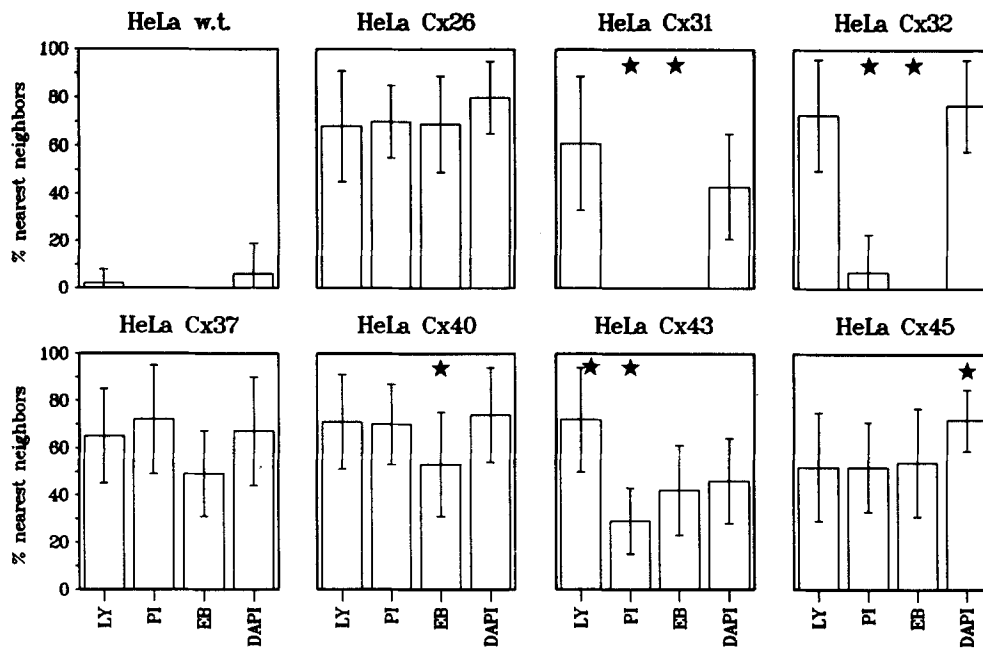 HeLa w.t. HeLa Cx26 HeLa Cx31 HeLa Cx32
% nearest neighbors
100
80
60
40
20
0
★ ★ ★ ★
HeLa Cx37 HeLa Cx40 HeLa Cx43 HeLa Cx45
% nearest neighbors
100
80
60
40
20
0
★ ★ ★ ★
LY PI EB DAPI LY PI EB DAPI LY PI EB DAPI LY PI EB DAPI